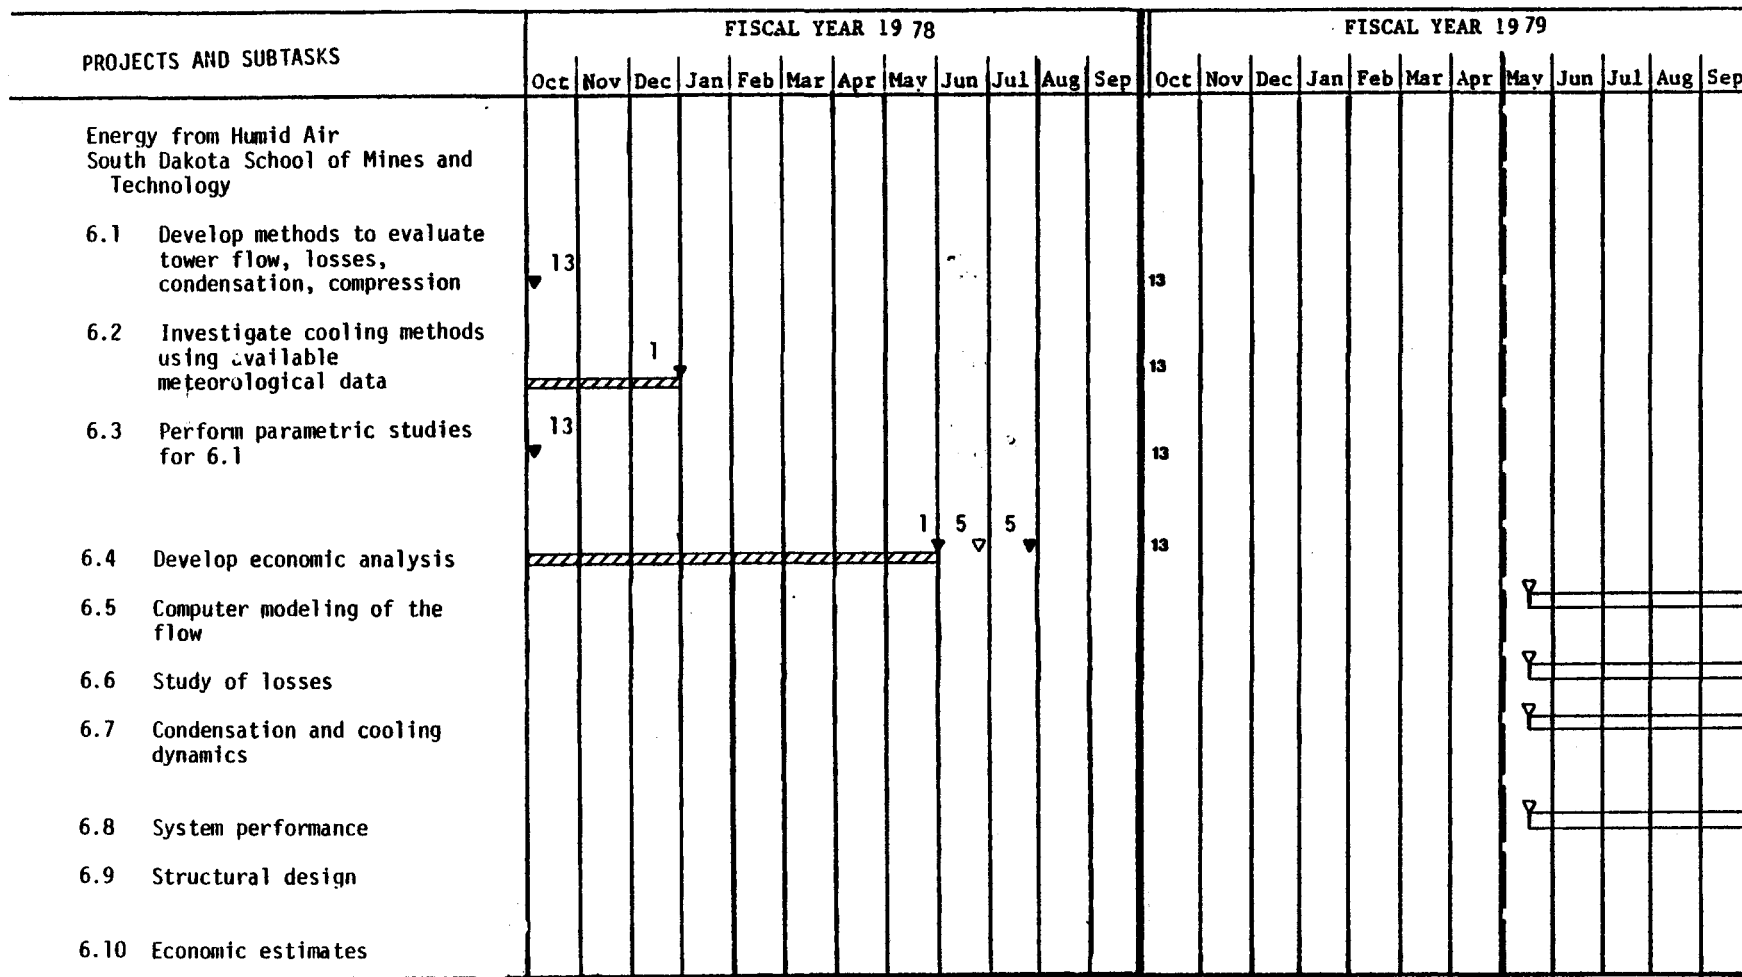 FISCAL YEAR 19 78
FISCAL YEAR 19 79
PROJECTS AND SUBTASKS
Oct Nov Dec Jan Feb Mar Apr May Jun Jul Aug Sep
Oct Nov Dec Jan Feb Mar Apr May Jun Jul Aug Sep
Energy from Humid Air
South Dakota School of Mines and
Technology
6.1 Develop methods to evaluate
tower flow, losses,
condensation, compression
13
13
6.2 Investigate cooling methods
using available
meteorological data
1
13
6.3 Perform parametric studies
for 6.1
13
13
1 5 5
13
6.4 Develop economic analysis
6.5 Computer modeling of the
flow
6.6 Study of losses
6.7 Condensation and cooling
dynamics
6.8 System performance
6.9 Structural design
6.10 Economic estimates